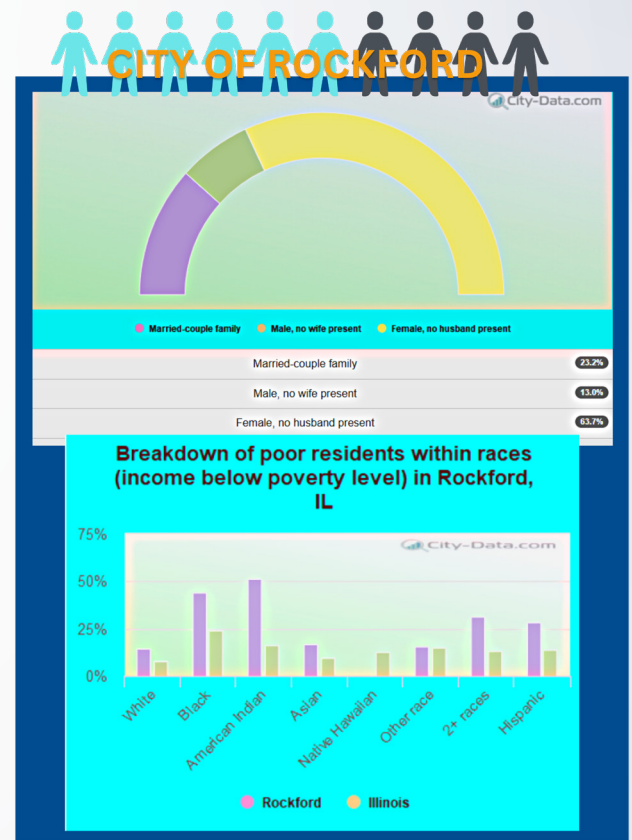 CITY OF ROCKFORD
City-Data.com
Married-couple family Male, no wife present Female, no husband present
Married-couple family 23.2%
Male, no wife present 13.0%
Female, no husband present 63.7%
Breakdown of poor residents within races
(income below poverty level) in Rockford,
IL
75%
City-Data.com
50%
25%
0%
White
Black
American Indian
Asian
Native Hawaiian
Other race
2+ races
Hispanic
Rockford Illinois